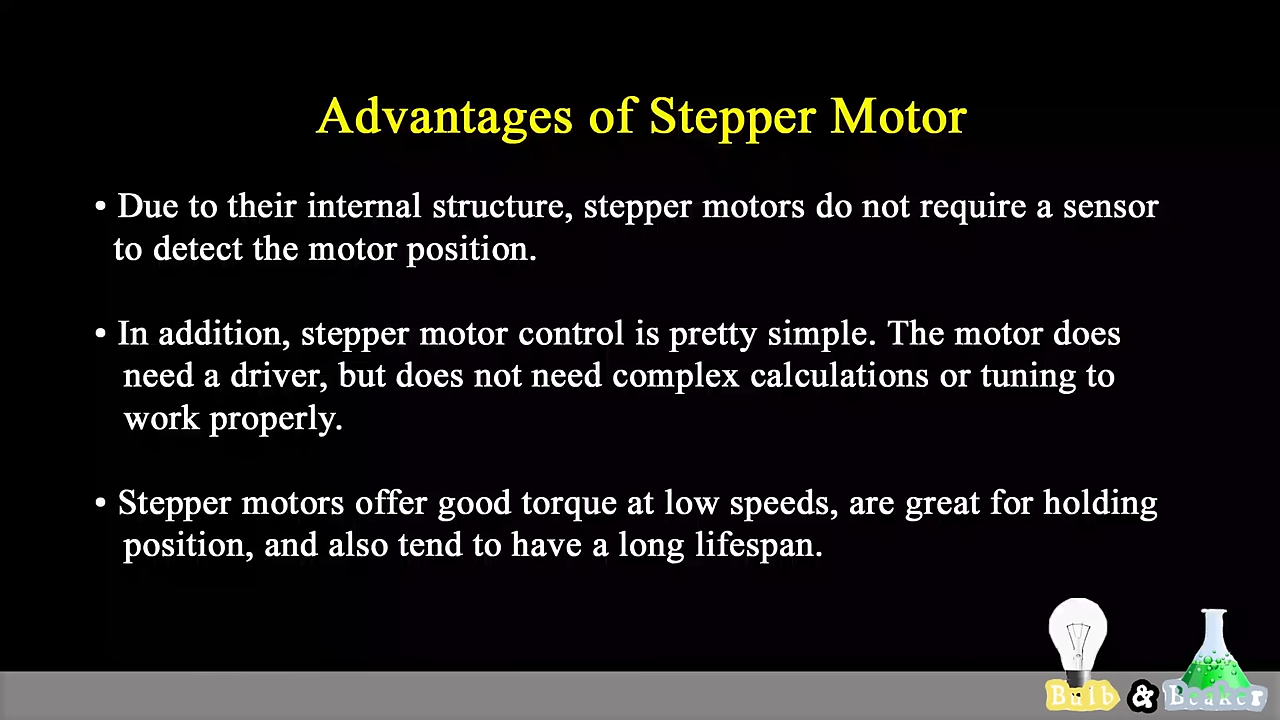 Advantages of Stepper Motor
• Due to their internal structure, stepper motors do not require a sensor
to detect the motor position.
• In addition, stepper motor control is pretty simple. The motor does
need a driver, but does not need complex calculations or tuning to
work properly.
• Stepper motors offer good torque at low speeds, are great for holding
position, and also tend to have a long lifespan.
Bulb & Beaker